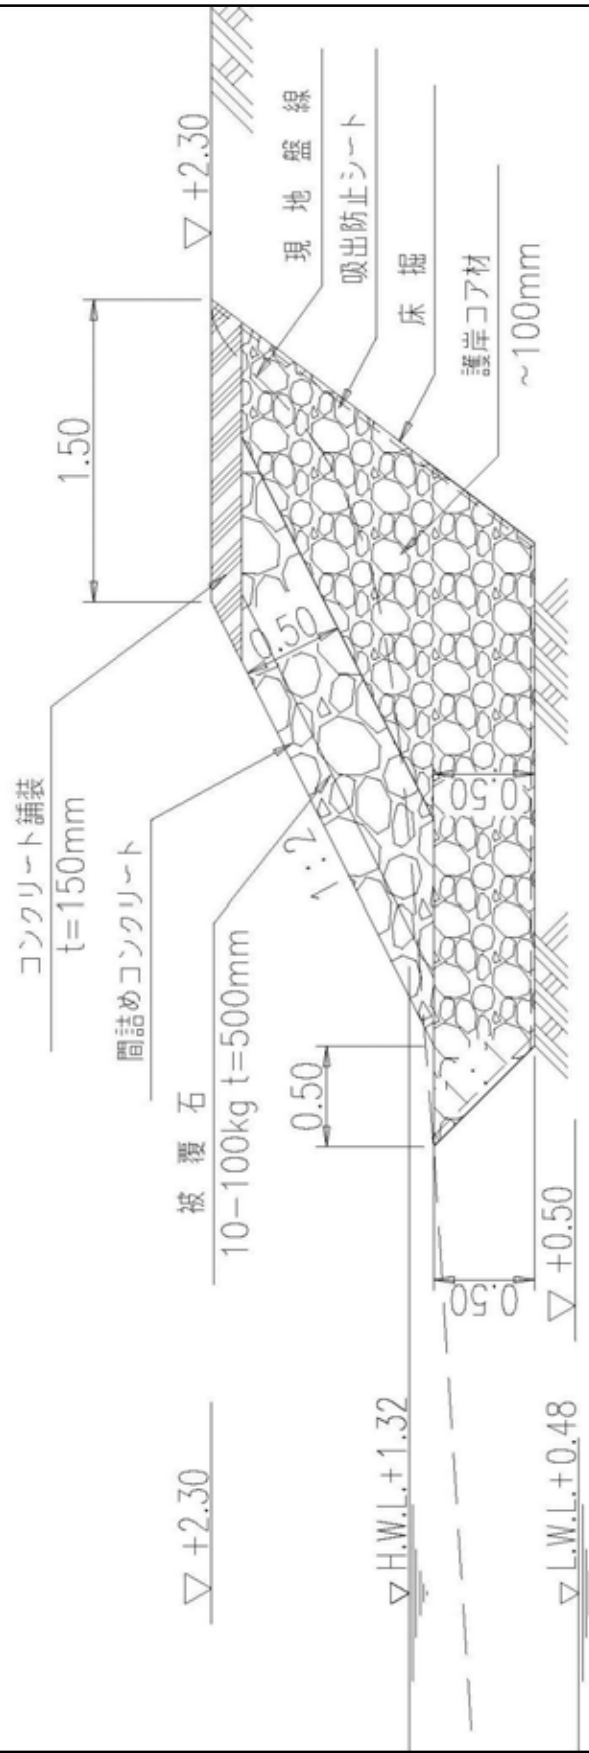 コンクリート舗装
t=150mm
間詰めコンクリート
被覆石
10-100kg t=500mm
▽ +2.30
▽ H.W.L.+1.32
▽ L.W.L.+0.48
▽ +0.50
0.50
0.50
1:1
1:2
0.50
0.50
1.50
▽ +2.30
現地盤線
吸出防止シート
床掘
護岸コア材
~100mm